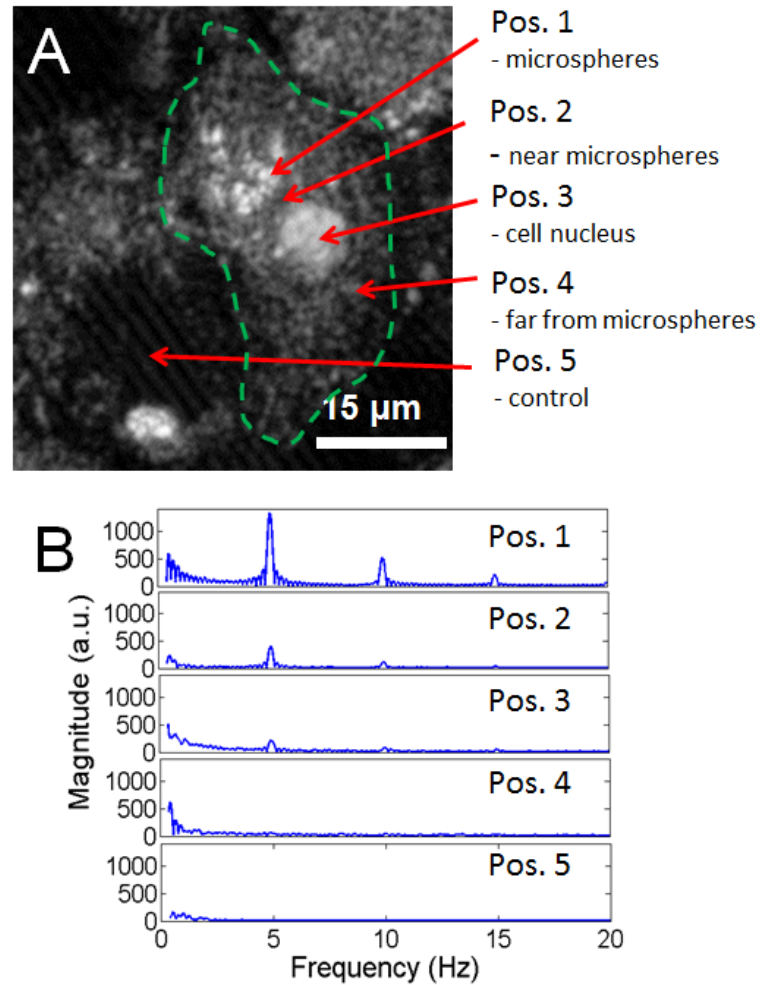 A
Pos. 1
- microspheres
Pos. 2
- near microspheres
Pos. 3
- cell nucleus
Pos. 4
- far from microspheres
Pos. 5
- control
15 µm
B
Magnitude (a.u.)
1000
500
0
Pos. 1
1000
500
0
Pos. 2
1000
500
0
Pos. 3
1000
500
0
Pos. 4
1000
500
0
Pos. 5
0 5 10 15 20
Frequency (Hz)